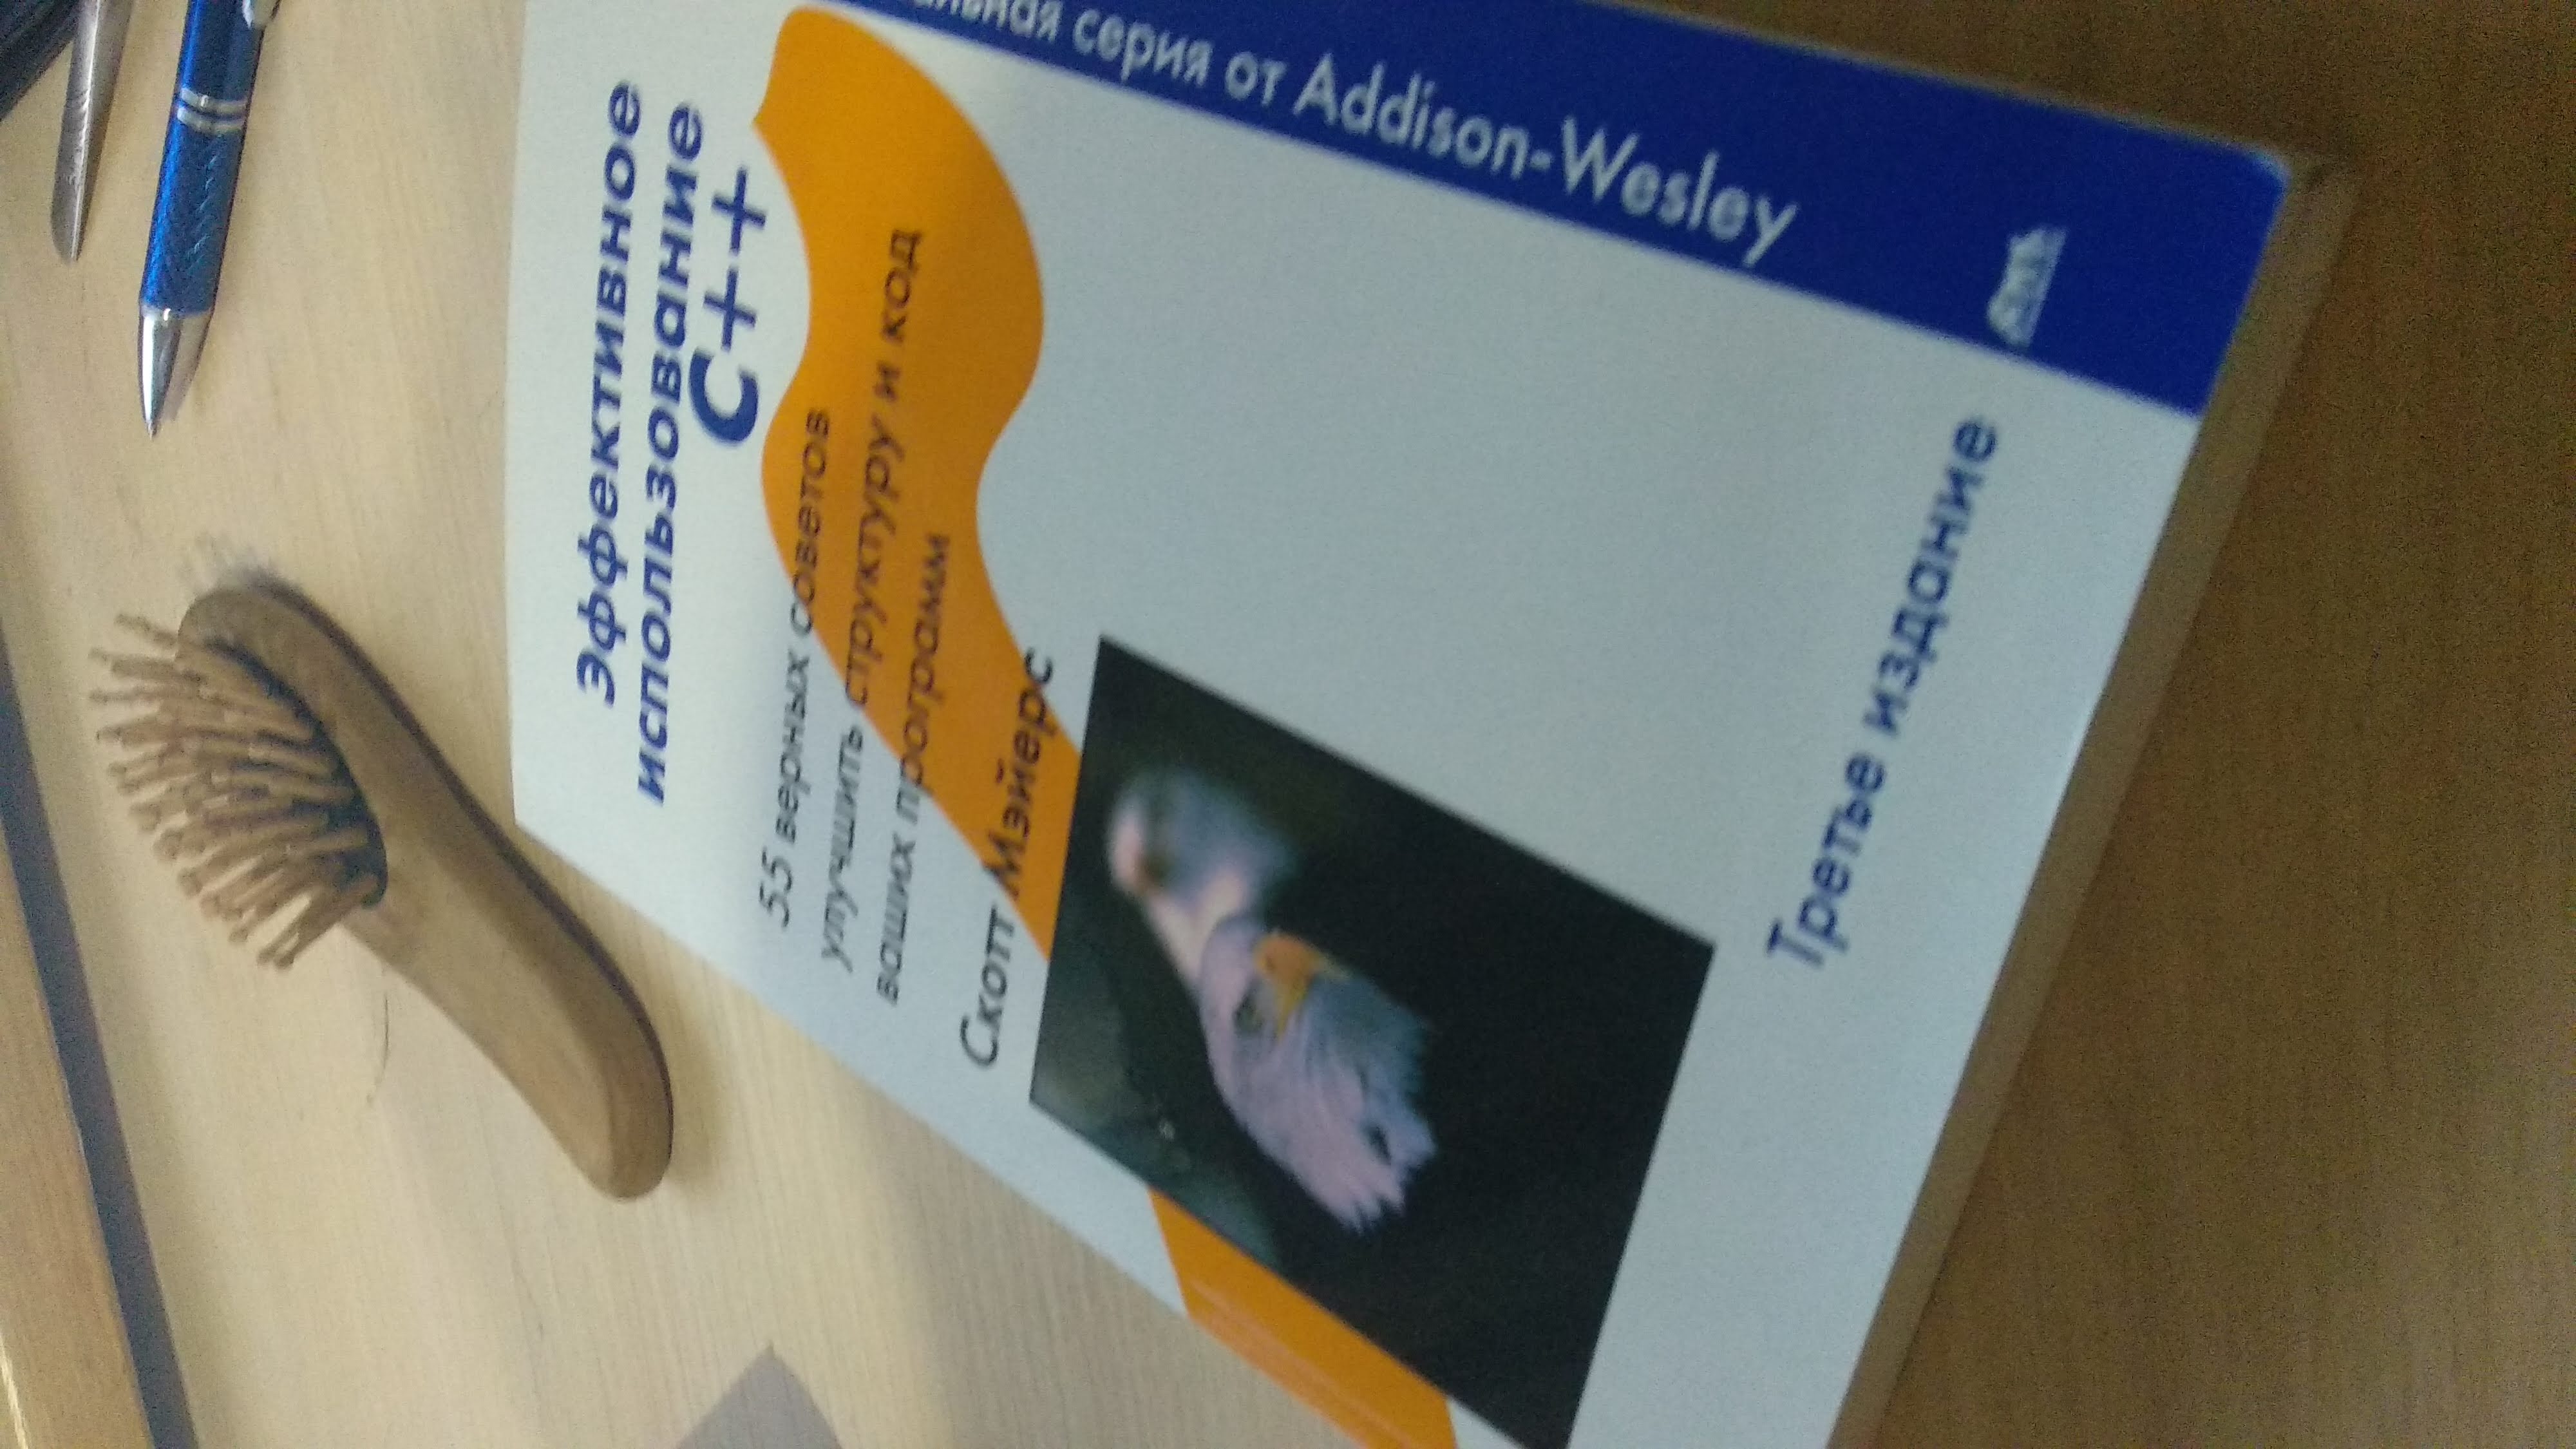 Эффективное
использование
C++
55 верных советов
улучшить структуру и код
ваших программ
Скотт Мэйерс
серия от Addison-Wesley
Третье издание